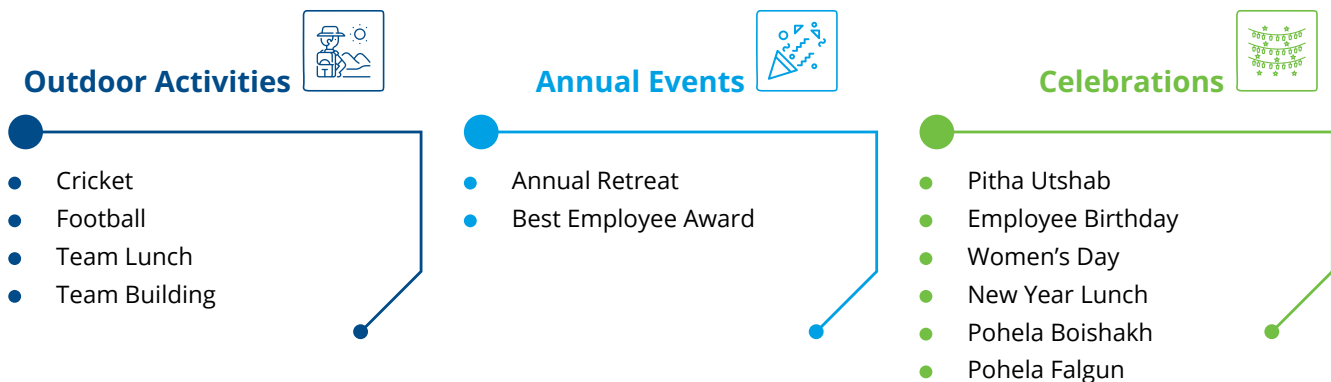 Outdoor Activities
Cricket
Football
Team Lunch
Team Building
Annual Events
Annual Retreat
Best Employee Award
Celebrations
Pitha Utshab
Employee Birthday
Women’s Day
New Year Lunch
Pohela Boishakh
Pohela Falgun